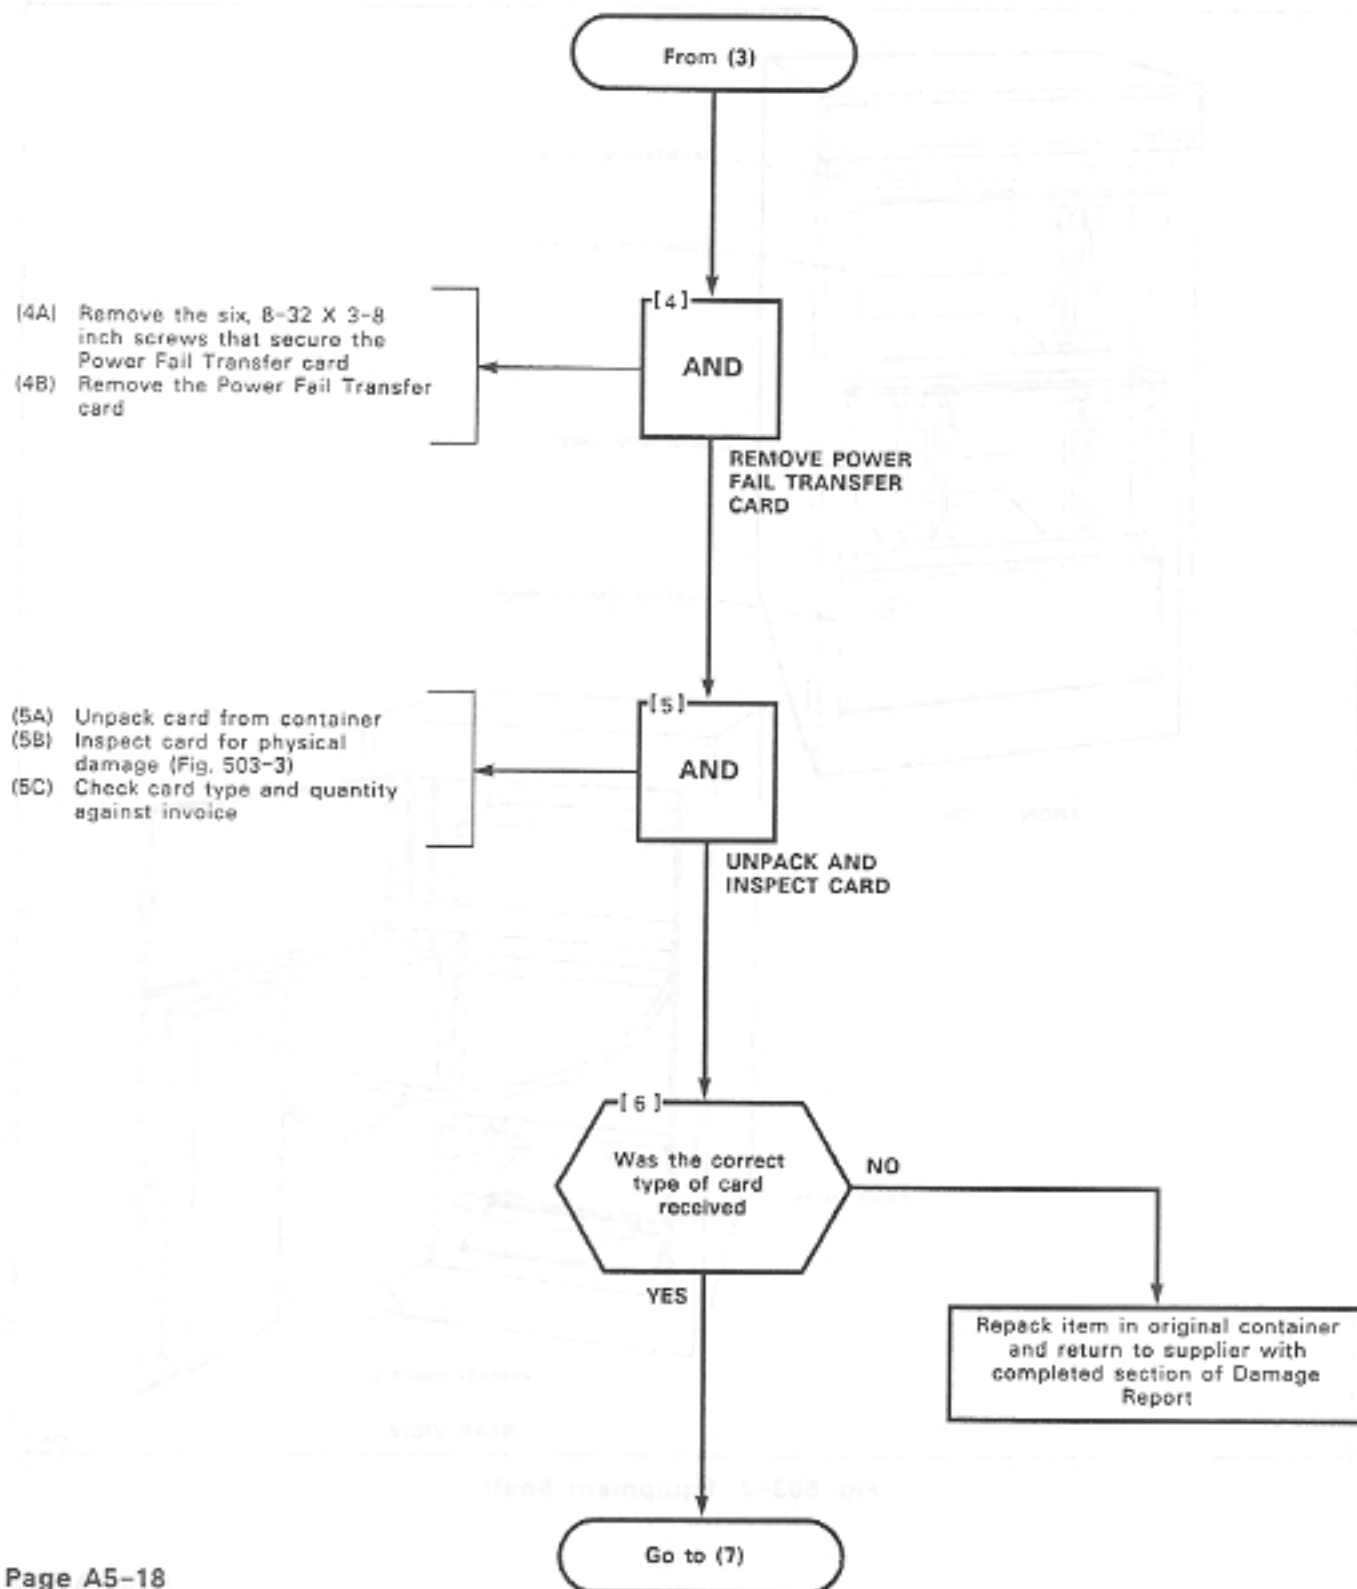 From (3)
[4]
AND
(4A) Remove the six, 8-32 X 3-8
inch screws that secure the
Power Fail Transfer card
(4B) Remove the Power Fail Transfer
card
REMOVE POWER
FAIL TRANSFER
CARD
[5]
AND
(5A) Unpack card from container
(5B) Inspect card for physical
damage (Fig. 503-3)
(5C) Check card type and quantity
against invoice
UNPACK AND
INSPECT CARD
[6]
Was the correct
type of card
received
NO
YES
Repack item in original container
and return to supplier with
completed section of Damage
Report
Go to (7)
Page A5-18